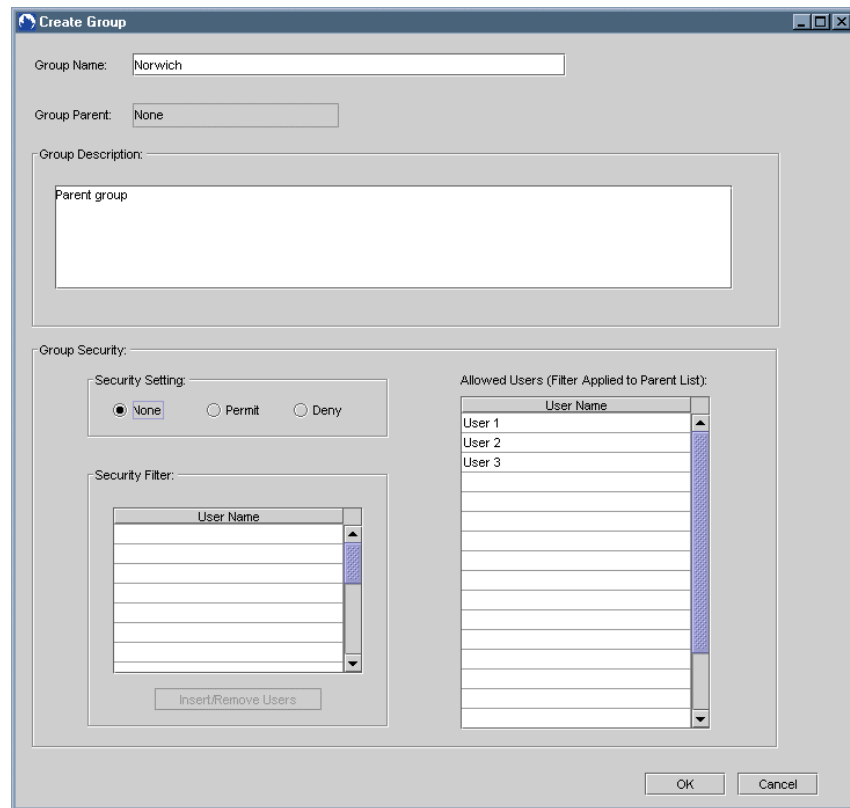 Create Group
Group Name: Norwich
Group Parent: None
Group Description:
Parent group
Group Security:
Security Setting:
None Permit Deny
Security Filter:
User Name
Insert/Remove Users
Allowed Users (Filter Applied to Parent List):
User Name
User 1
User 2
User 3
OK Cancel